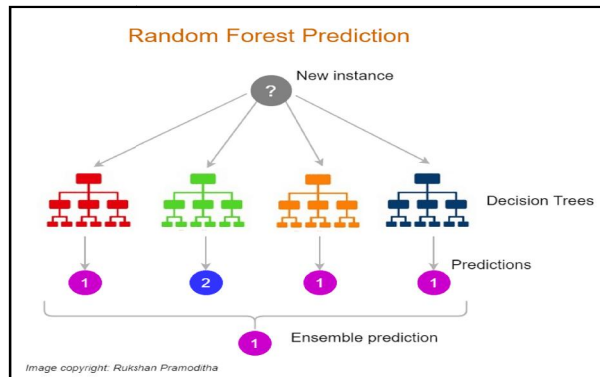 Random Forest Prediction
New instance
?
Decision Trees
1
2
1
1
Predictions
1
Ensemble prediction
Image copyright: Rukshan Pramoditha